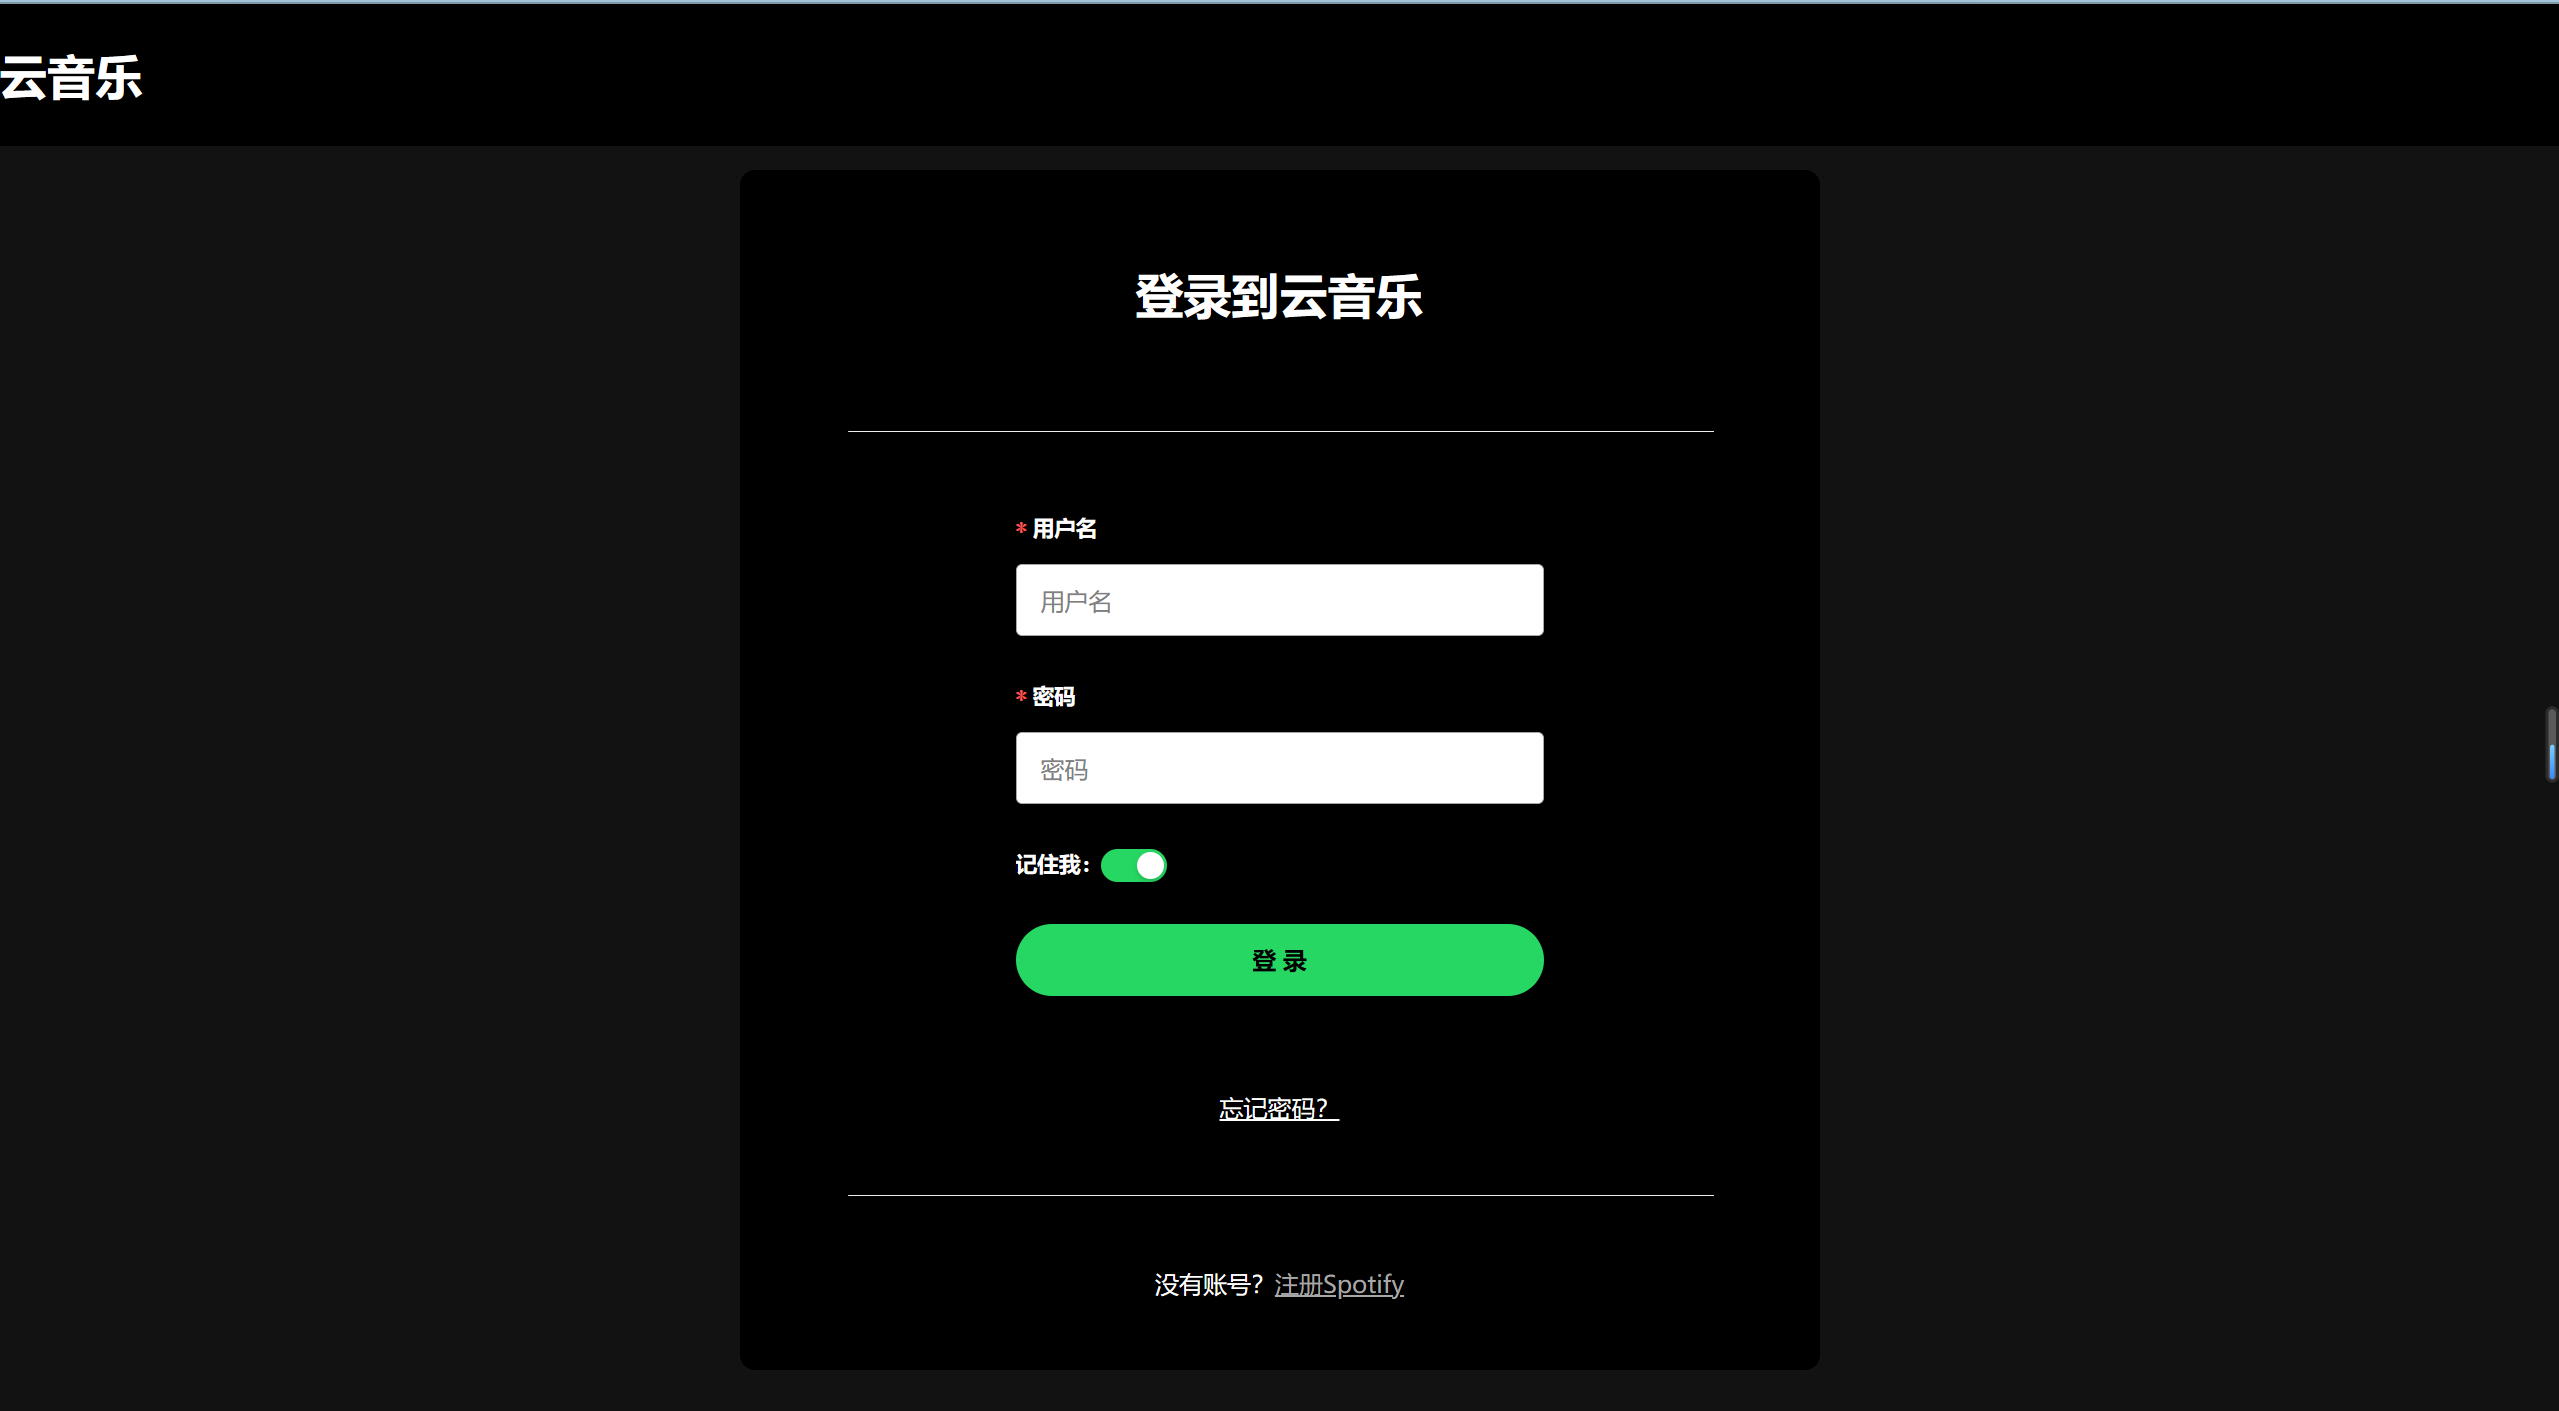 云音乐
登录到云音乐
* 用户名
用户名
* 密码
密码
记住我：
登 录
忘记密码？
没有账号？注册Spotify